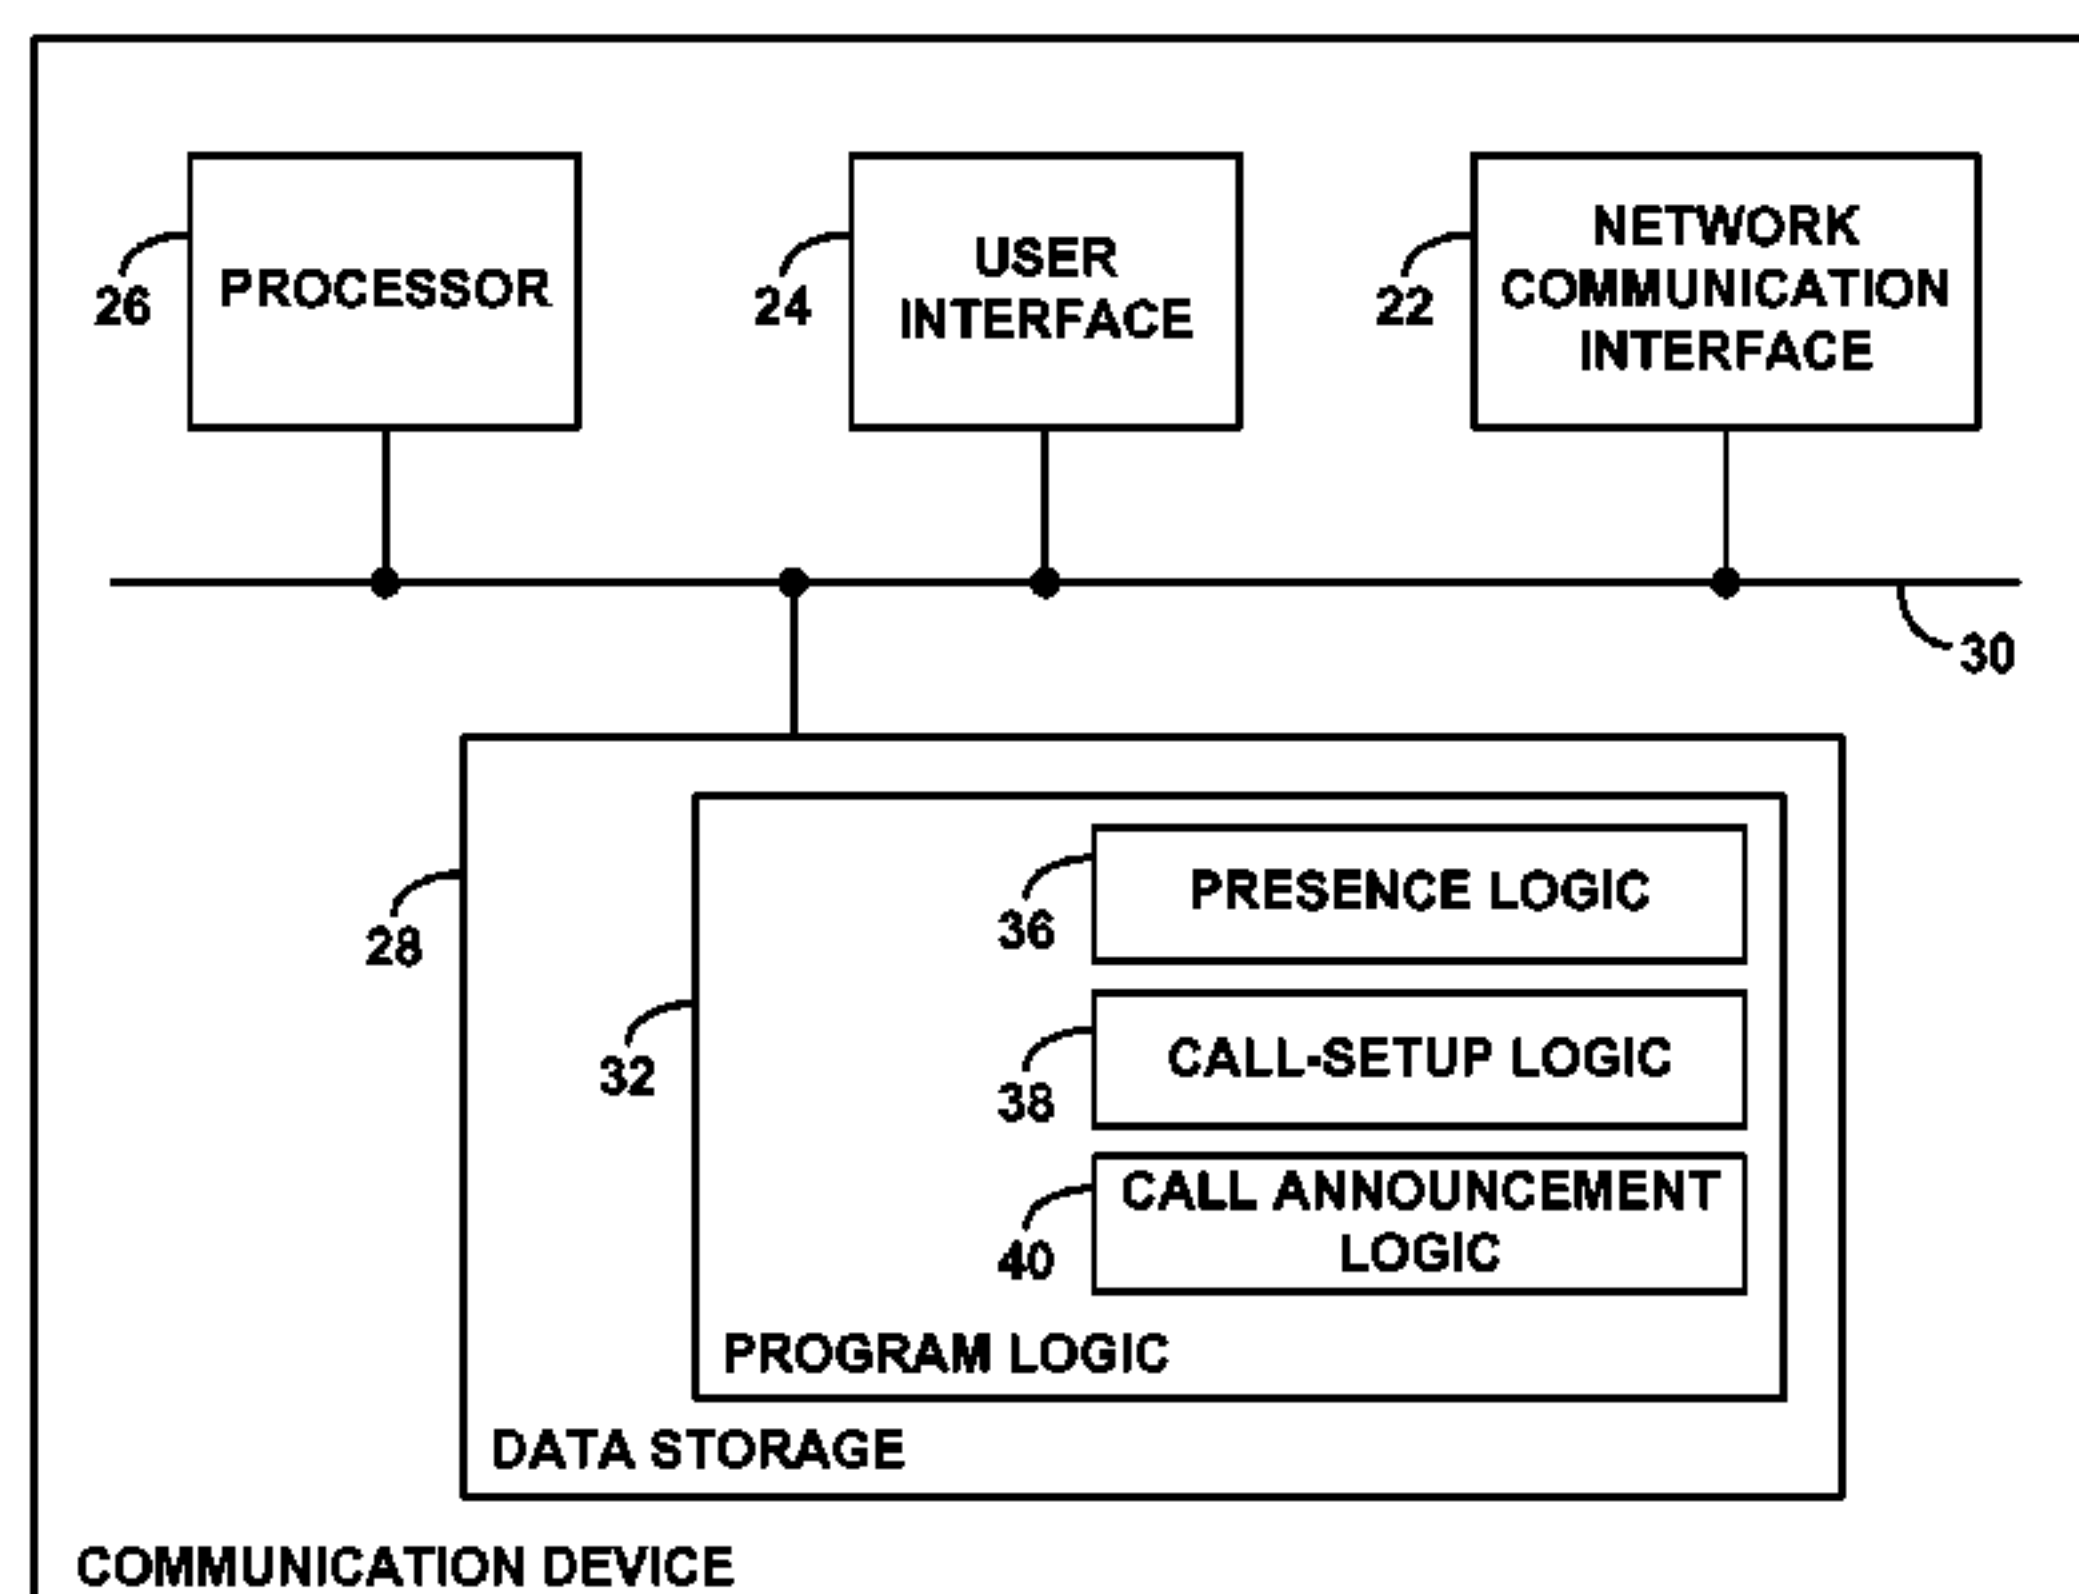 PROCESSOR
26
USER
INTERFACE
24
NETWORK
COMMUNICATION
INTERFACE
22
30
28
32
PRESENCE LOGIC
36
CALL-SETUP LOGIC
38
CALL ANNOUNCEMENT
LOGIC
40
PROGRAM LOGIC
DATA STORAGE
COMMUNICATION DEVICE